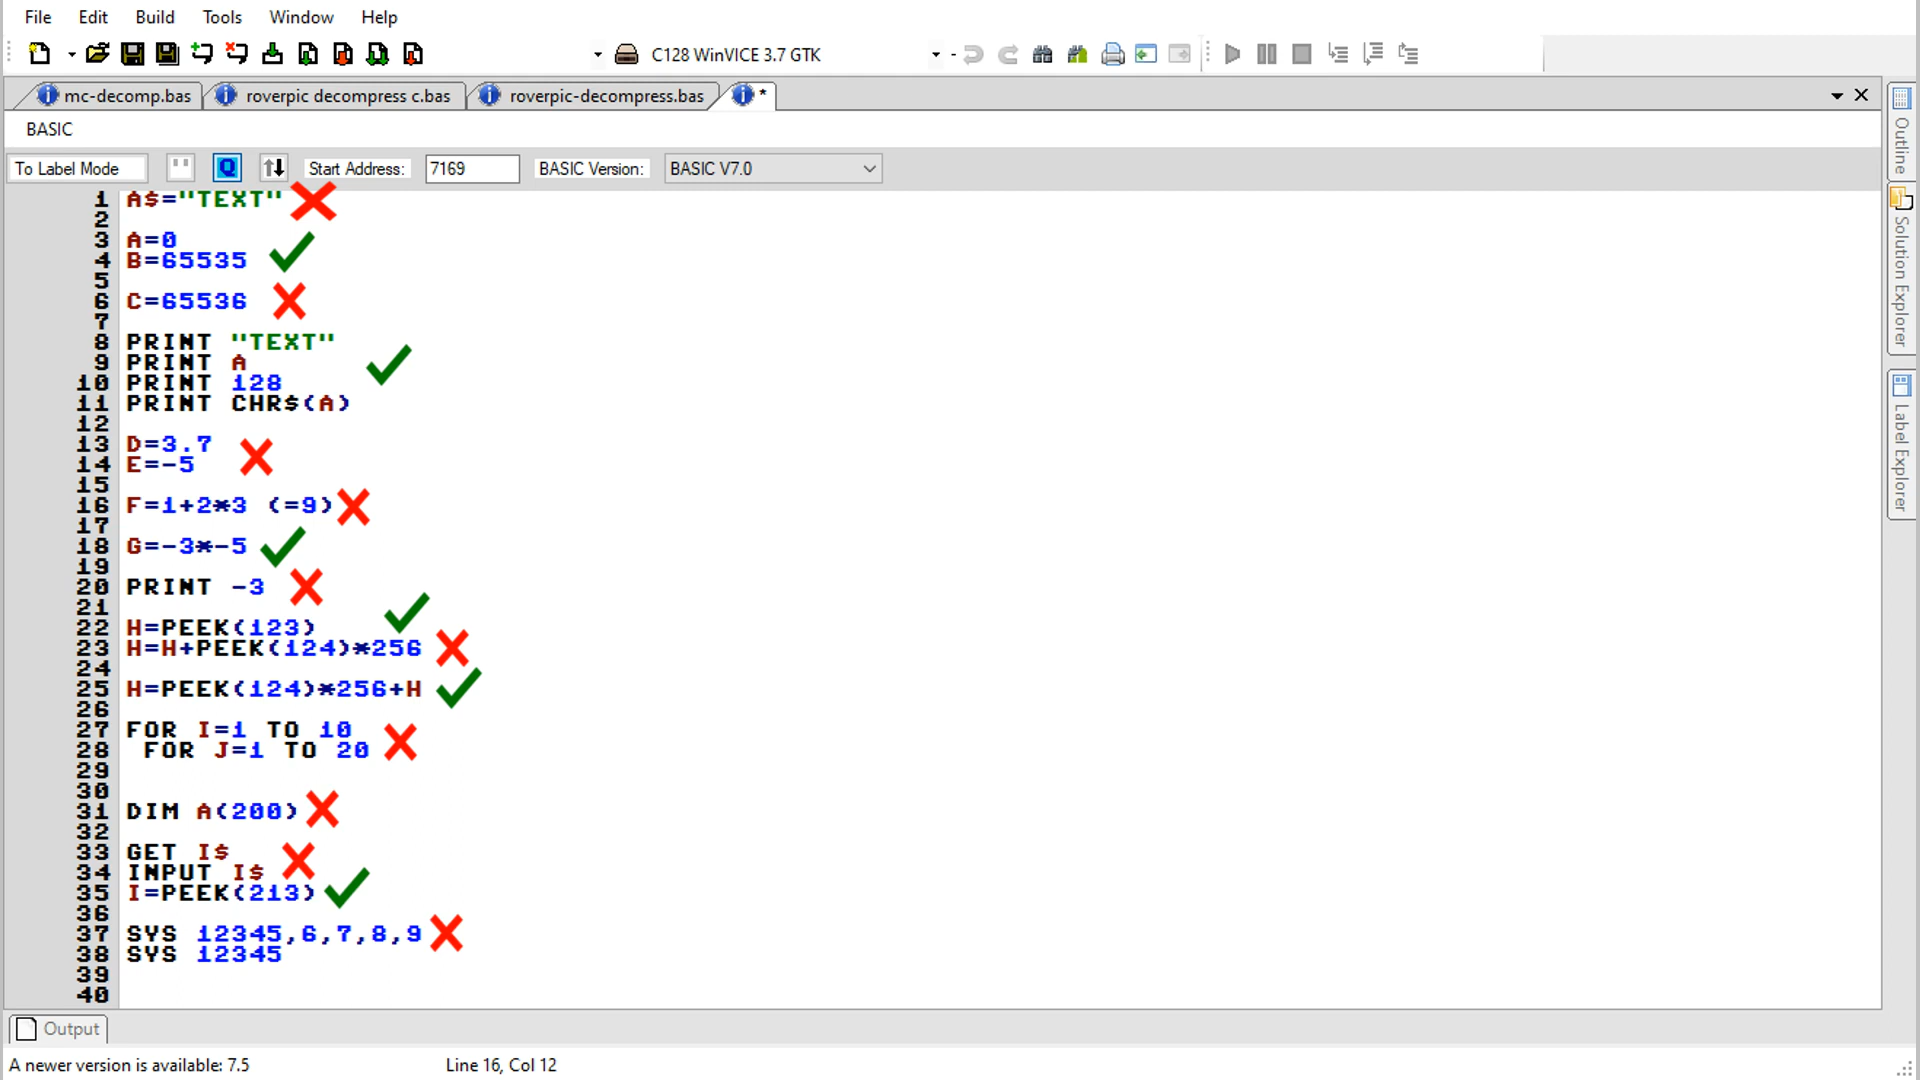 File Edit Build Tools Window Help
C128 WinVICE 3.7 GTK
mc-decomp.bas roverpic decompress c.bas roverpic-decompress.bas *
BASIC
To Label Mode " Q Start Address: 7169 BASIC Version: BASIC V7.0
1 A$="TEXT"
2
3 A=0
4 B=65535
5
6 C=65536
7
8 PRINT "TEXT"
9 PRINT A
10 PRINT 128
11 PRINT CHR$(A)
12
13 D=3.7
14 E=-5
15
16 F=1+2*3 (=9)
17
18 G=-3*-5
19
20 PRINT -3
21
22 H=PEEK(123)
23 H=H+PEEK(124)*256
24
25 H=PEEK(124)*256+H
26
27 FOR I=1 TO 10
28 FOR J=1 TO 20
29
30
31 DIM A(200)
32
33 GET I$
34 INPUT I$
35 I=PEEK(213)
36
37 SYS 12345,6,7,8,9
38 SYS 12345
39
40
Outline
Solution Explorer
Label Explorer
Output
A newer version is available: 7.5 Line 16, Col 12